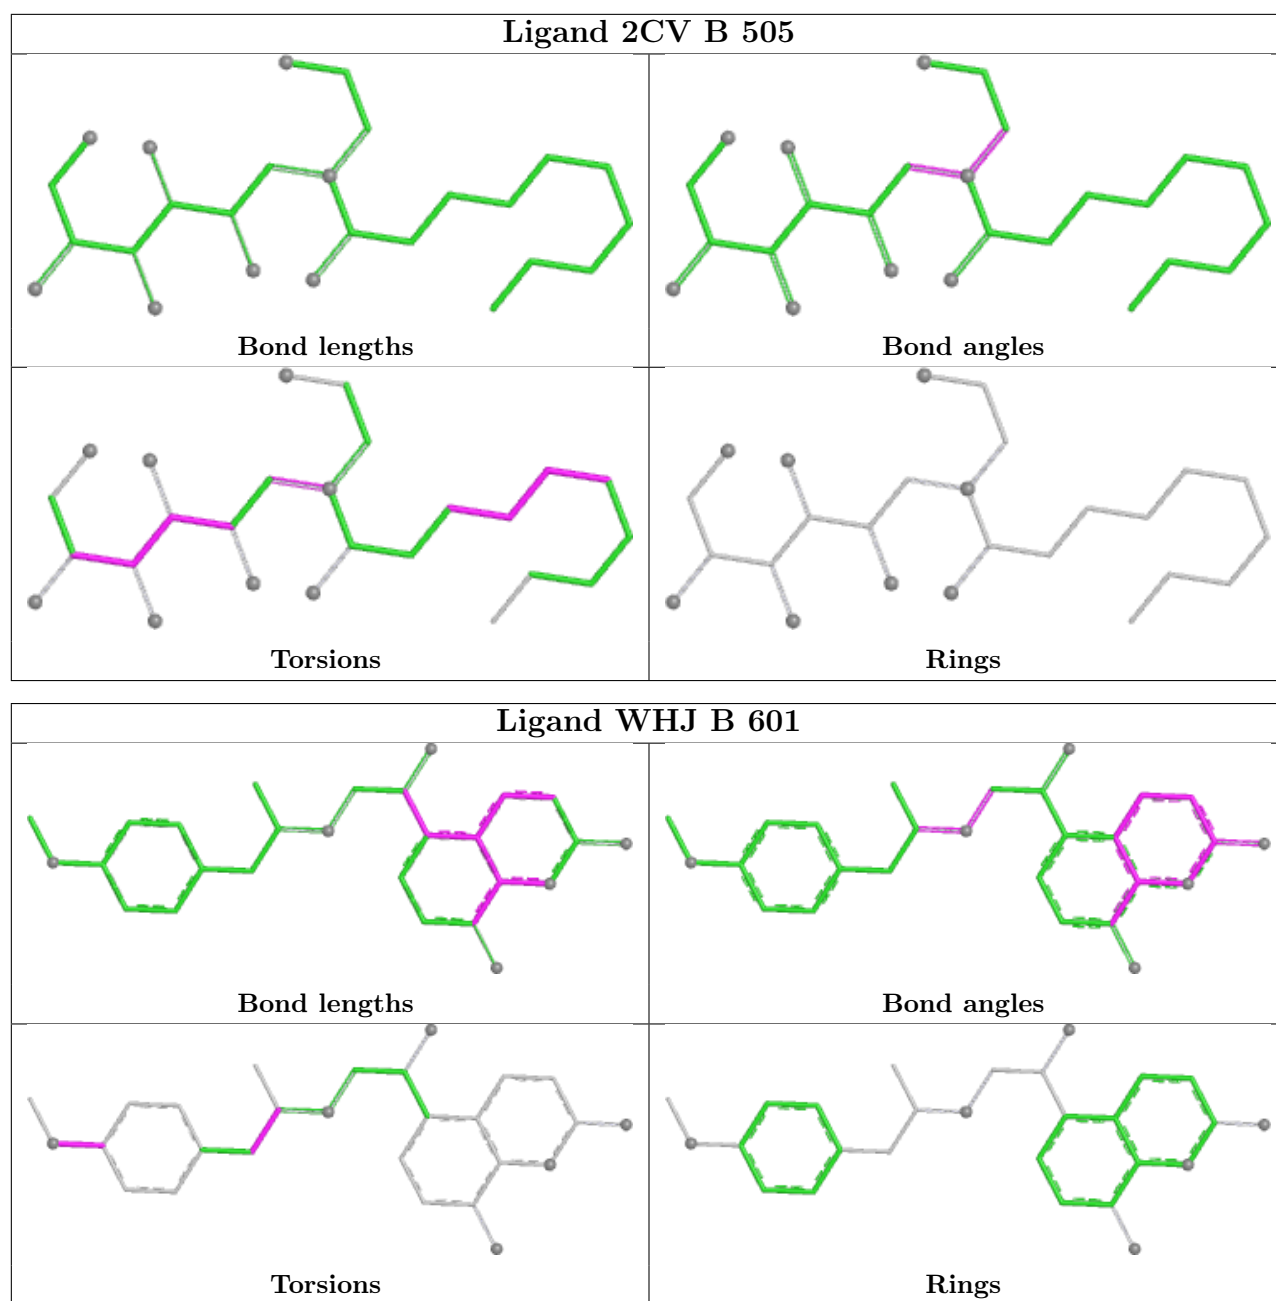 Ligand 2CV B 505
Bond lengths
Bond angles
Torsions
Rings
Ligand WHJ B 601
Bond lengths
Bond angles
Torsions
Rings